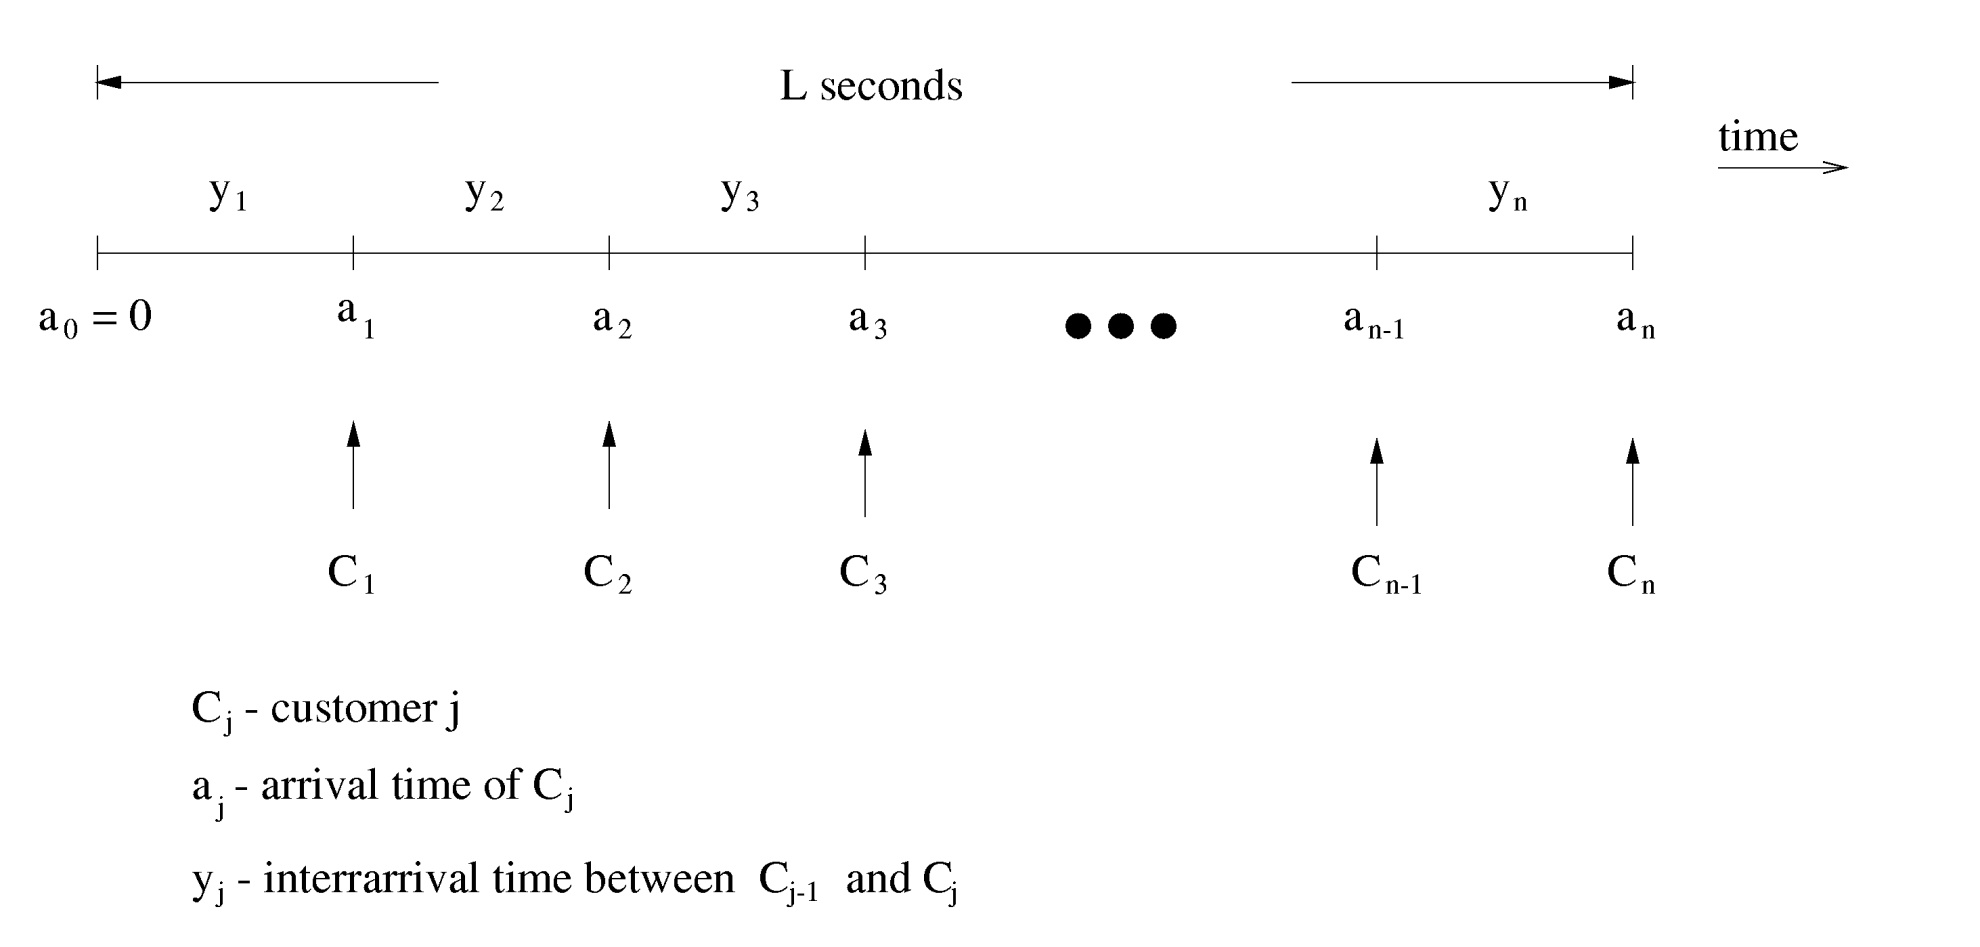 L seconds
time
y1 y2 y3 yn
a0 = 0 a1 a2 a3 ●●● an-1 an
C1 C2 C3 Cn-1 Cn
Cj - customer j
aj - arrival time of Cj
yj - interrarrival time between Cj-1 and Cj